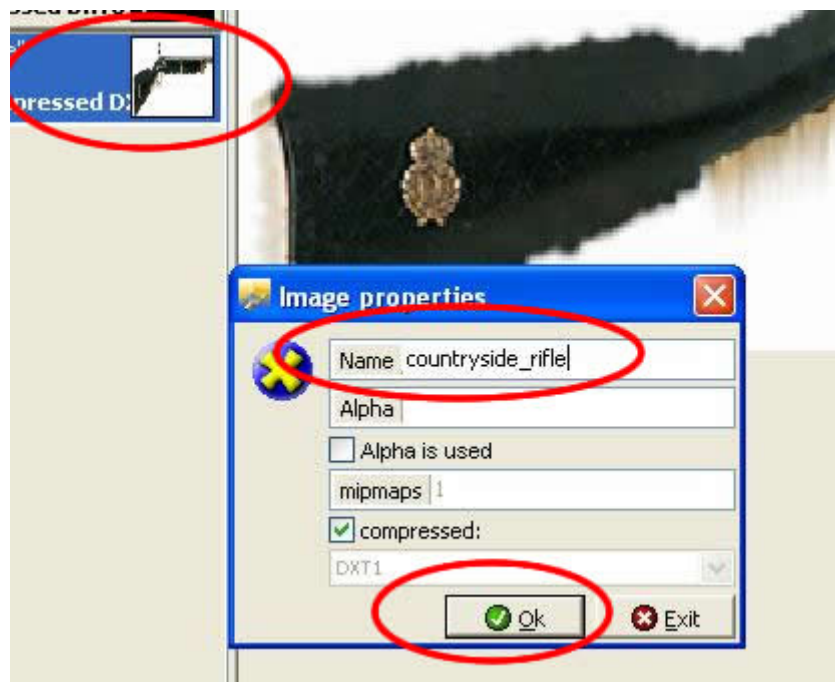 pressed D
Image properties
Name countryside_rifle
Alpha
Alpha is used
mipmaps 1
compressed:
DXT1
Ok
Exit